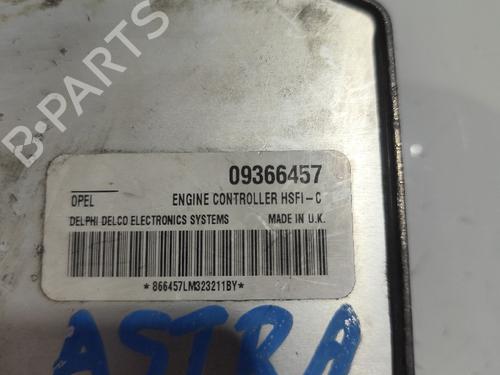 B-PARTS
09366457
OPEL ENGINE CONTROLLER HSFI-C
DELPHI DELCO ELECTRONICS SYSTEMS MADE IN U.K.
*866457LM323211BY*
ASTRA